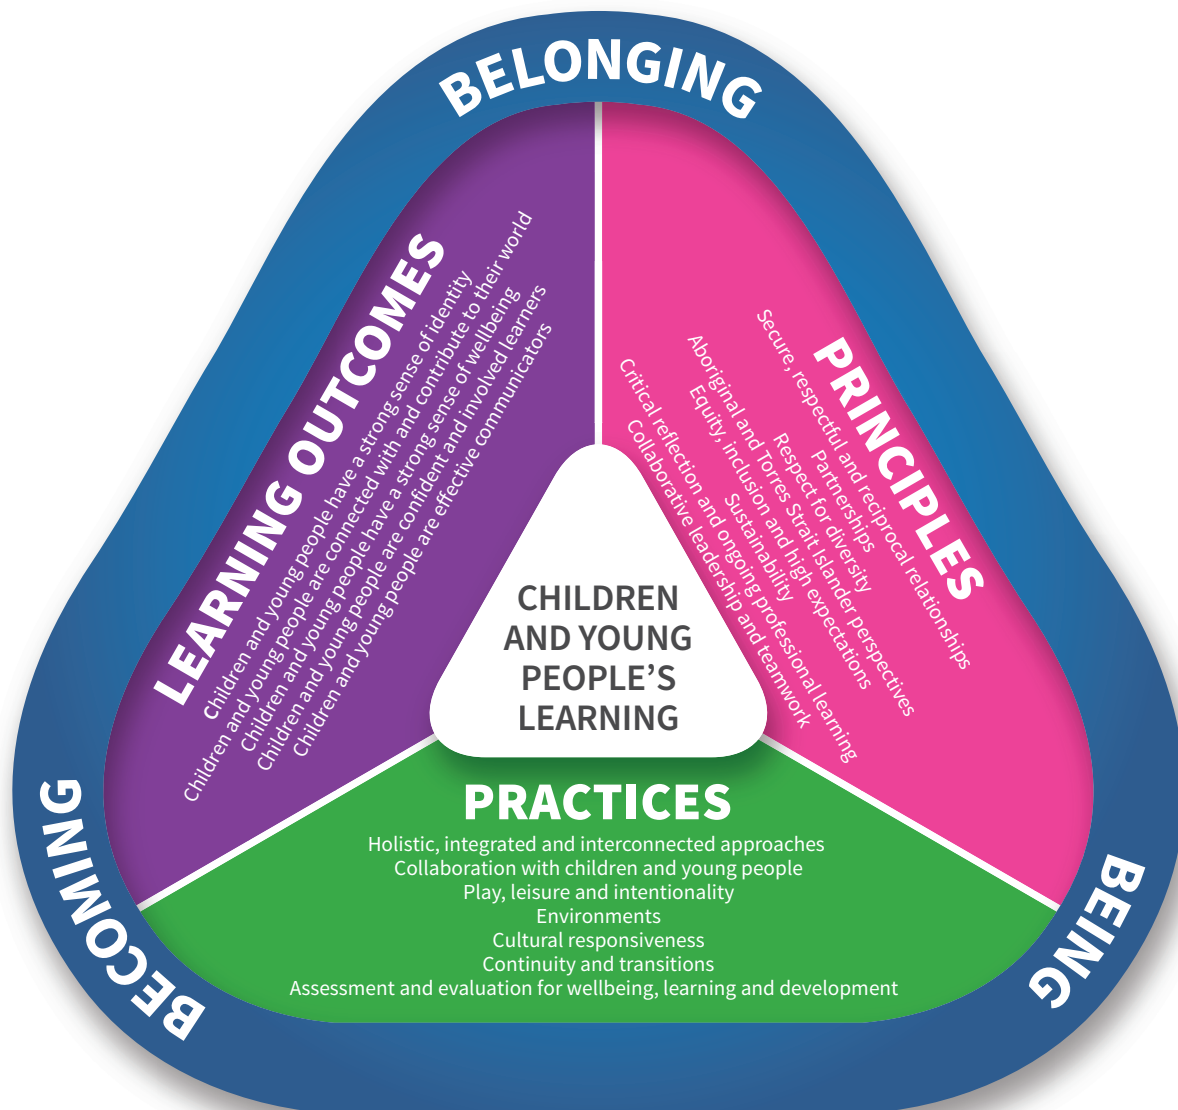 BELONGING
LEARNING OUTCOMES
Children and young people have a strong sense of identity
Children and young people are connected with and contribute to their world
Children and young people have a strong sense of wellbeing
Children and young people are confident and involved learners
Children and young people are effective communicators
PRINCIPLES
Secure, respectful and reciprocal relationships
Partnerships
Respect for diversity
Aboriginal and Torres Strait Islander perspectives
Equity, inclusion and high expectations
Sustainability
Critical reflection and ongoing professional learning
Collaborative leadership and teamwork
CHILDREN
AND YOUNG
PEOPLE’S
LEARNING
PRACTICES
Holistic, integrated and interconnected approaches
Collaboration with children and young people
Play, leisure and intentionality
Environments
Cultural responsiveness
Continuity and transitions
Assessment and evaluation for wellbeing, learning and development
BECOMING
BEING